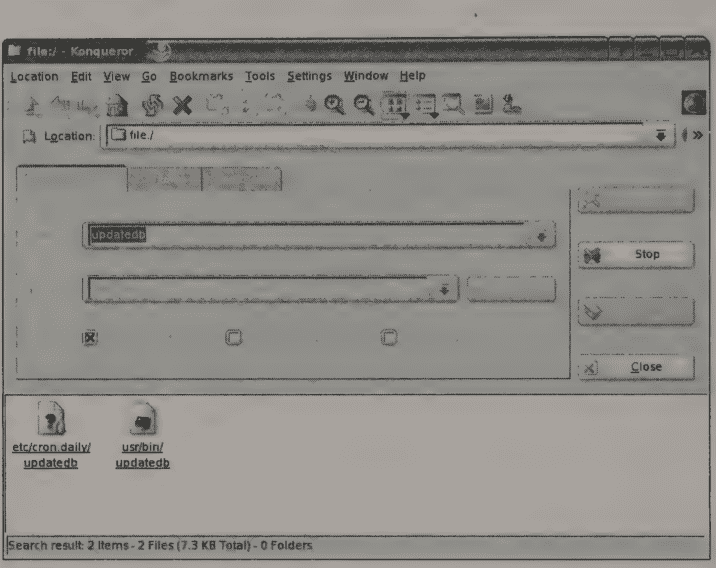 file:/ - Konqueror
Location Edit View Go Bookmarks Tools Settings Window Help
Location: file:/
updatedb
Stop
Close
etc/cron.daily/
updatedb
usr/bin/
updatedb
Search result: 2 Items - 2 Files (7.3 KB Total) - 0 Folders